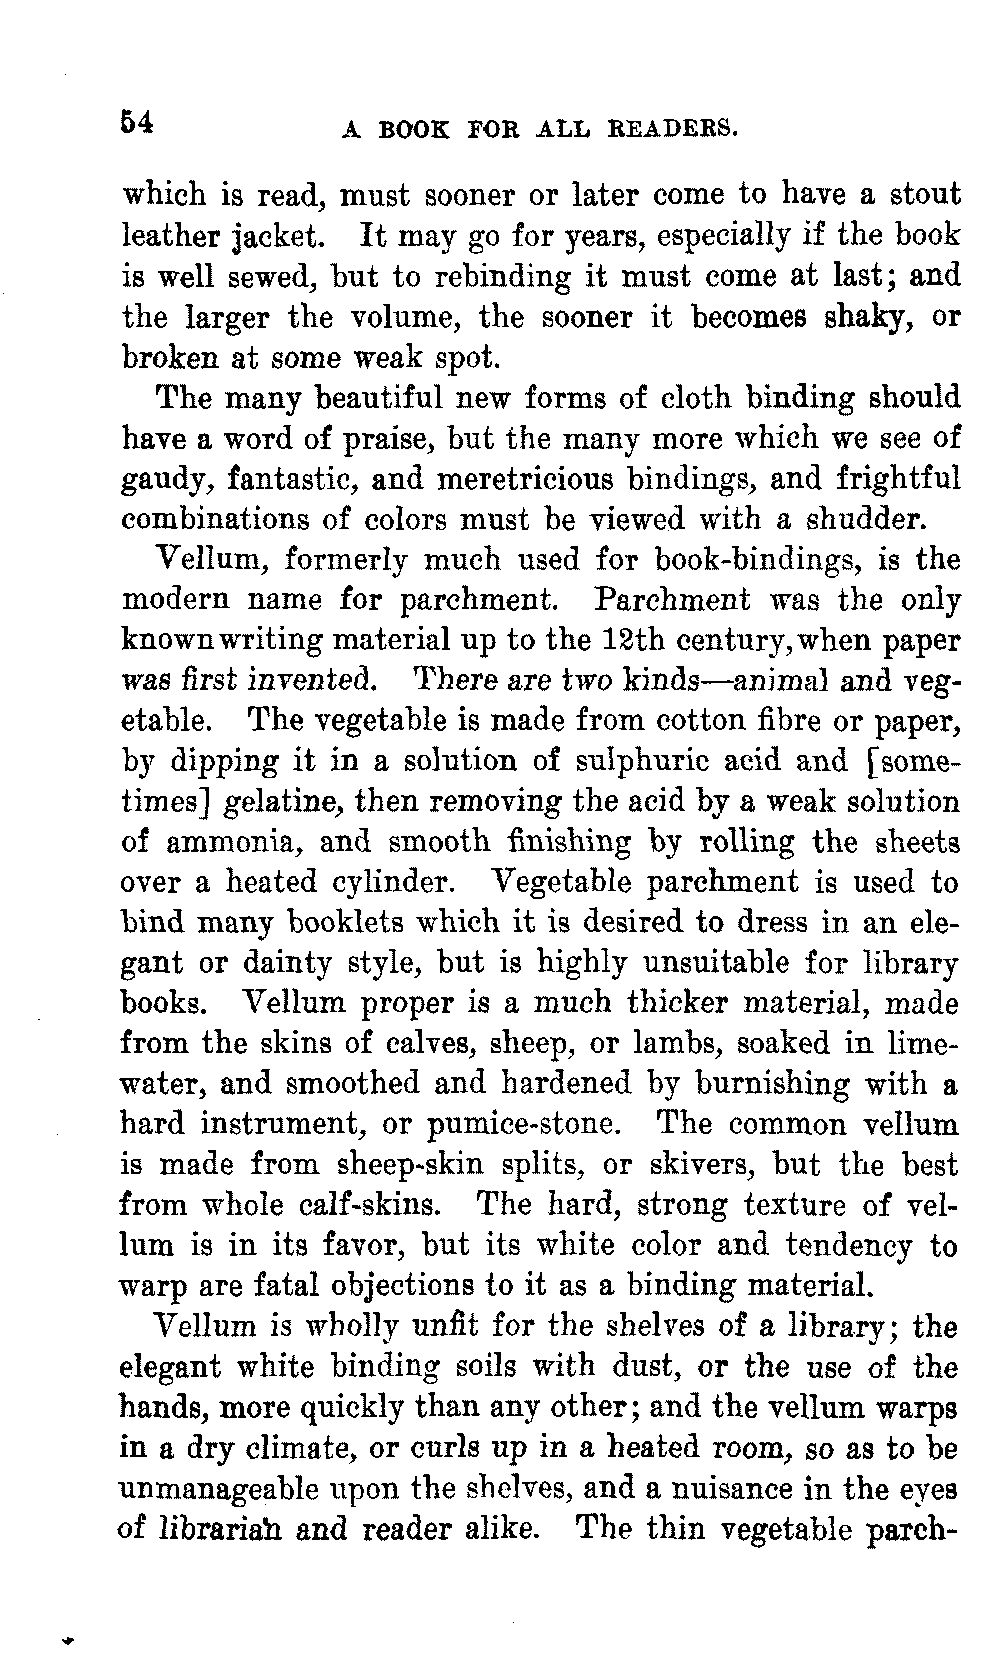 54
A BOOK FOR ALL READERS.
which is read, must sooner or later come to have a stout
leather jacket. It may go for years, especially if the book
is well sewed, but to rebinding it must come at last; and
the larger the volume, the sooner it becomes shaky, or
broken at some weak spot.
The many beautiful new forms of cloth binding should
have a word of praise, but the many more which we see of
gaudy, fantastic, and meretricious bindings, and frightful
combinations of colors must be viewed with a shudder.
Vellum, formerly much used for book-bindings, is the
modern name for parchment. Parchment was the only
known writing material up to the 12th century, when paper
was first invented. There are two kinds—animal and veg-
etable. The vegetable is made from cotton fibre or paper,
by dipping it in a solution of sulphuric acid and [some-
times] gelatine, then removing the acid by a weak solution
of ammonia, and smooth finishing by rolling the sheets
over a heated cylinder. Vegetable parchment is used to
bind many booklets which it is desired to dress in an ele-
gant or dainty style, but is highly unsuitable for library
books. Vellum proper is a much thicker material, made
from the skins of calves, sheep, or lambs, soaked in lime-
water, and smoothed and hardened by burnishing with a
hard instrument, or pumice-stone. The common vellum
is made from sheep-skin splits, or skivers, but the best
from whole calf-skins. The hard, strong texture of vel-
lum is in its favor, but its white color and tendency to
warp are fatal objections to it as a binding material.
Vellum is wholly unfit for the shelves of a library; the
elegant white binding soils with dust, or the use of the
hands, more quickly than any other; and the vellum warps
in a dry climate, or curls up in a heated room, so as to be
unmanageable upon the shelves, and a nuisance in the eyes
of librarian and reader alike. The thin vegetable parch-